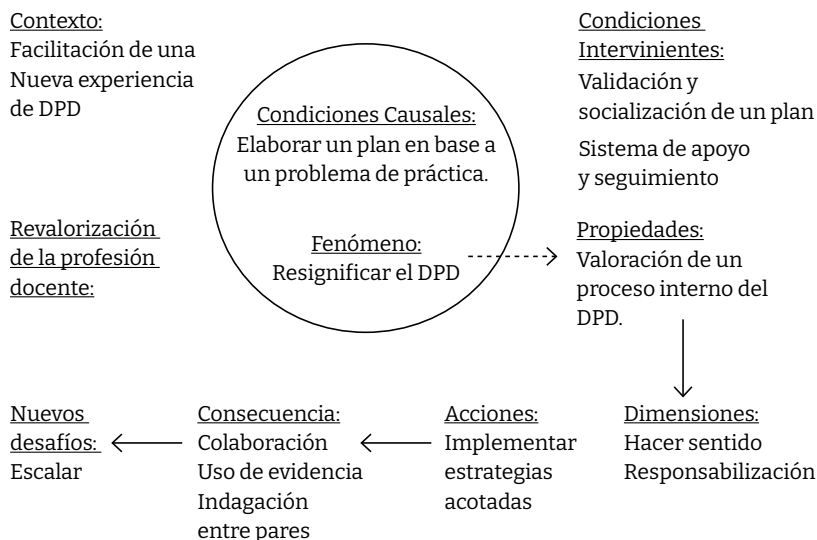 Contexto:
Facilitación de una
Nueva experiencia
de DPD
Condiciones Causales:
Elaborar un plan en base a
un problema de práctica.
Condiciones
Intervinientes:
Validación y
socialización de un plan
Sistema de apoyo
y seguimiento
Revalorización
de la profesión
docente:
Fenómeno:
Resignificar el DPD
Propiedades:
Valoración de un
proceso interno del
DPD.
Nuevos
desafíos:
Escalar
Consecuencia:
Colaboración
Uso de evidencia
Indagación
entre pares
Acciones:
Implementar
estrategias
acotadas
Dimensiones:
Hacer sentido
Responsabilización